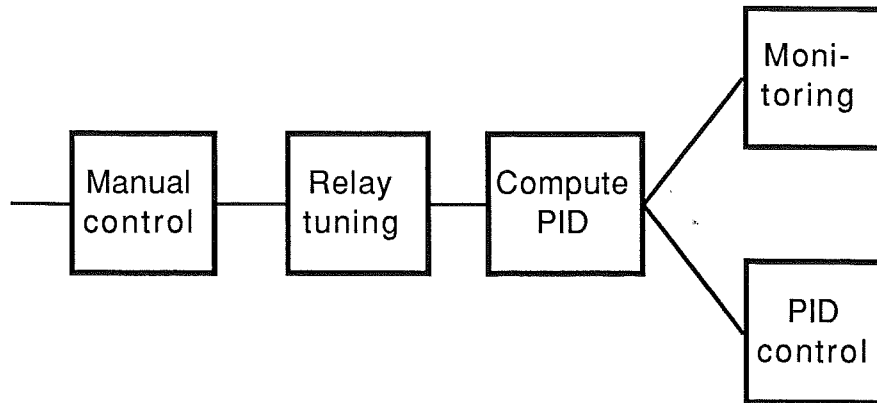 Manual
control
Relay
tuning
Compute
PID
Moni-
toring
PID
control